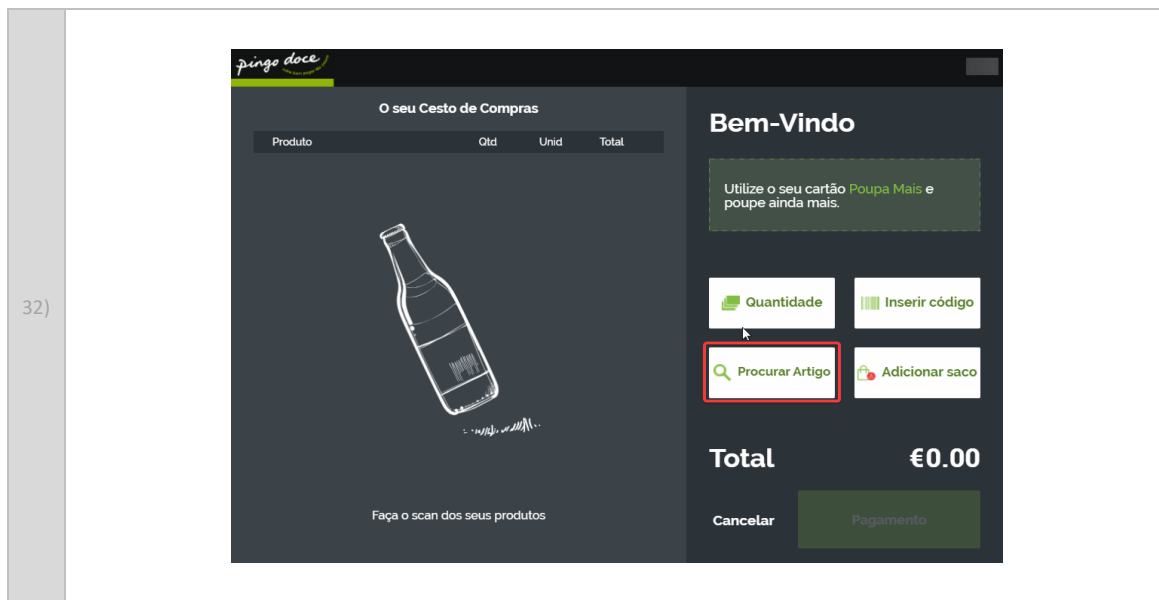 pingo doce
O seu Cesto de Compras
Produto Qtd Unid Total
Faça o scan dos seus produtos
Bem-Vindo
Utilize o seu cartão Poupa Mais e
poupe ainda mais.
Quantidade
Inserir código
Procurar Artigo
Adicionar saco
Total €0.00
Cancelar
Pagamento
32)